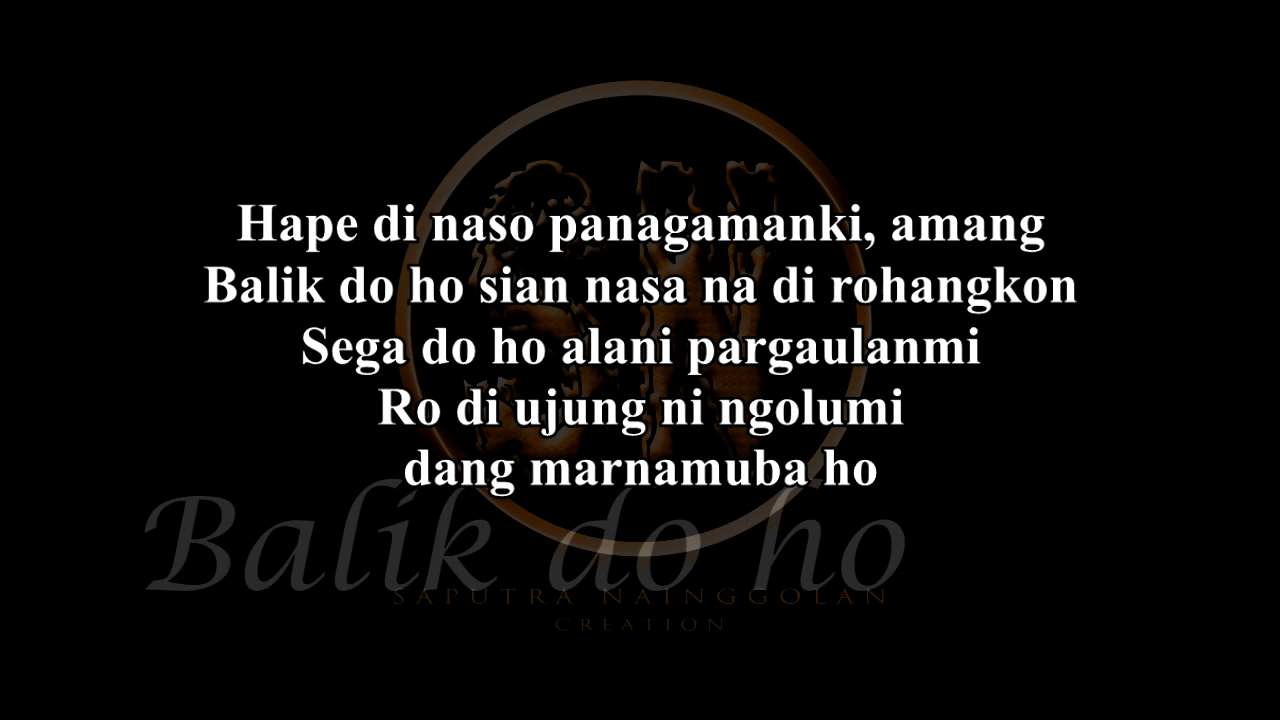 Hape di naso panagamanki, amang
Balik do ho sian nasa na di rohangkon
Sega do ho alani pargaulanmi
Ro di ujung ni ngolumi
dang marnamuba ho
Balik do ho
SAPUTRA NAINGGOLAN
CREATION